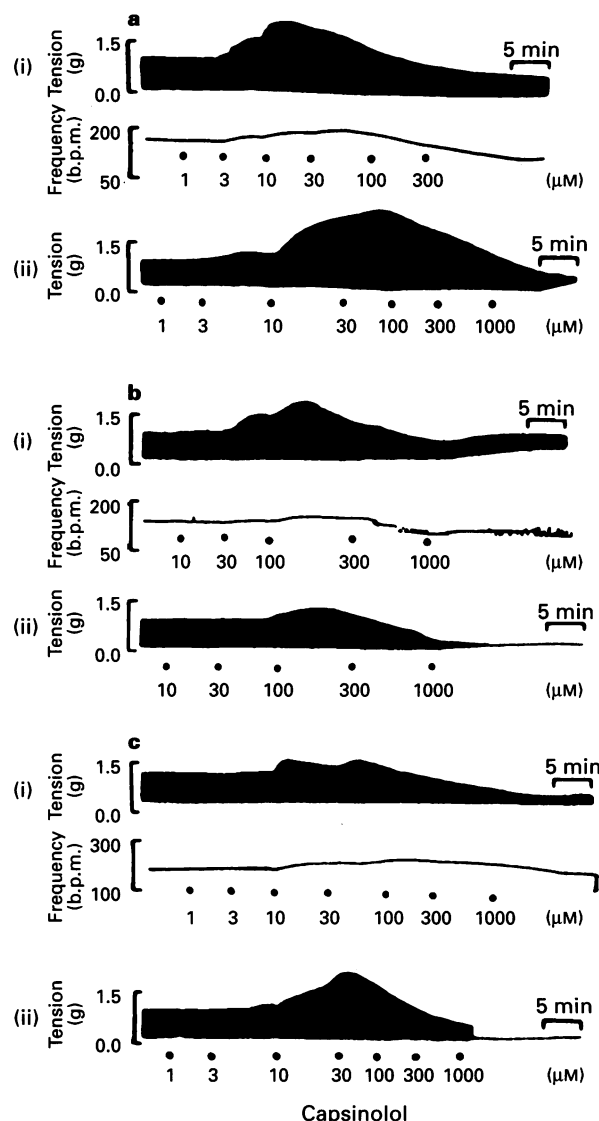 a
5 min
(i) Tension (g) 1.5 0.0
Frequency (b.p.m.) 200 50
1 3 10 30 100 300 (μM)
5 min
(ii) Tension (g) 1.5 0.0
1 3 10 30 100 300 1000 (μM)
b
5 min
(i) Tension (g) 1.5 0.0
Frequency (b.p.m.) 200 50
10 30 100 300 1000 (μM)
5 min
(ii) Tension (g) 1.5 0.0
10 30 100 300 1000 (μM)
c
5 min
(i) Tension (g) 1.5 0.0
Frequency (b.p.m.) 300 100
1 3 10 30 100 300 1000 (μM)
5 min
(ii) Tension (g) 1.5 0.0
1 3 10 30 100 300 1000 (μM)
Capsinolol